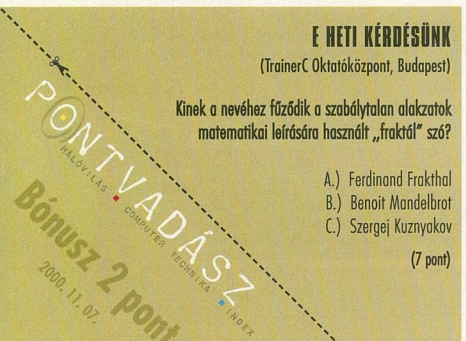 E HETI KÉRDÉSÜNK
(TrainerC Oktatóközpont, Budapest)
Kinek a nevéhez fűződik a szabálytalan alakzatok
matematikai leírására használt „fraktál” szó?
A.) Ferdinand Frakthal
B.) Benoit Mandelbrot
C.) Szergej Kuznyakov
(7 pont)
PONTVADÁSZ
HÁLÓVILÁG COMPUTER TECHNIKA INDEX
Bónusz 2 pont
2000. 11. 07.